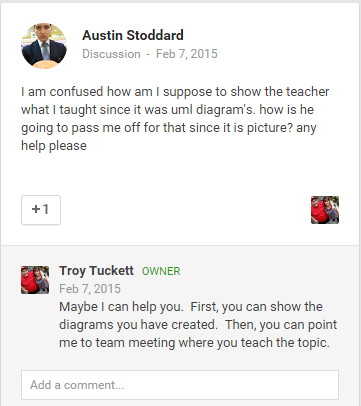 Austin Stoddard
Discussion - Feb 7, 2015
I am confused how am I suppose to show the teacher
what I taught since it was uml diagram's. how is he
going to pass me off for that since it is picture? any
help please
+1
Troy Tuckett OWNER
Feb 7, 2015
Maybe I can help you. First, you can show the
diagrams you have created. Then, you can point
me to team meeting where you teach the topic.
Add a comment...